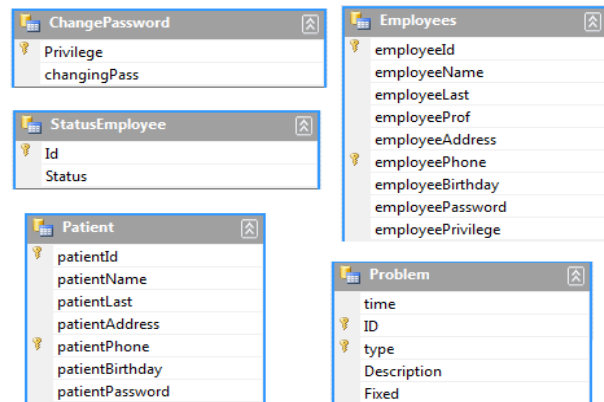 ChangePassword
Privilege
changingPass
StatusEmployee
Id
Status
Patient
patientId
patientName
patientLast
patientAddress
patientPhone
patientBirthday
patientPassword
Employees
employeeId
employeeName
employeeLast
employeeProf
employeeAddress
employeePhone
employeeBirthday
employeePassword
employeePrivilege
Problem
time
ID
type
Description
Fixed